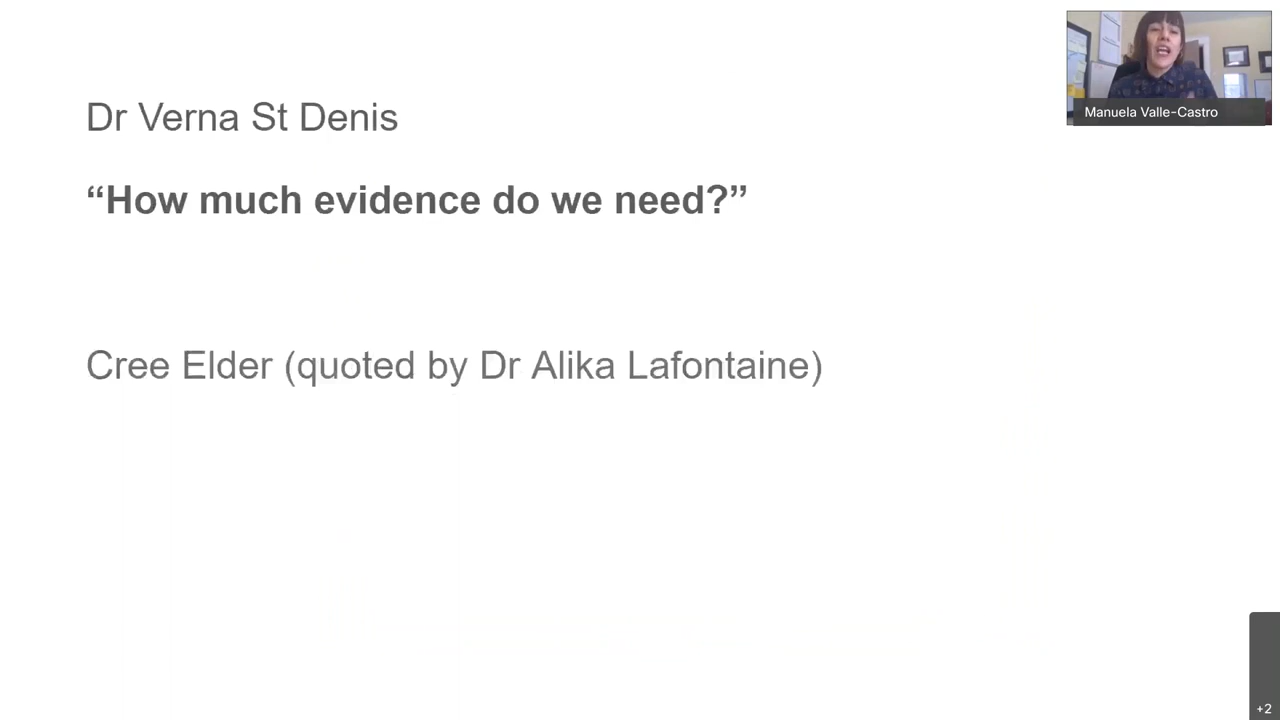 Dr Verna St Denis
“How much evidence do we need?”
Cree Elder (quoted by Dr Alika Lafontaine)
Manuela Valle-Castro
+2